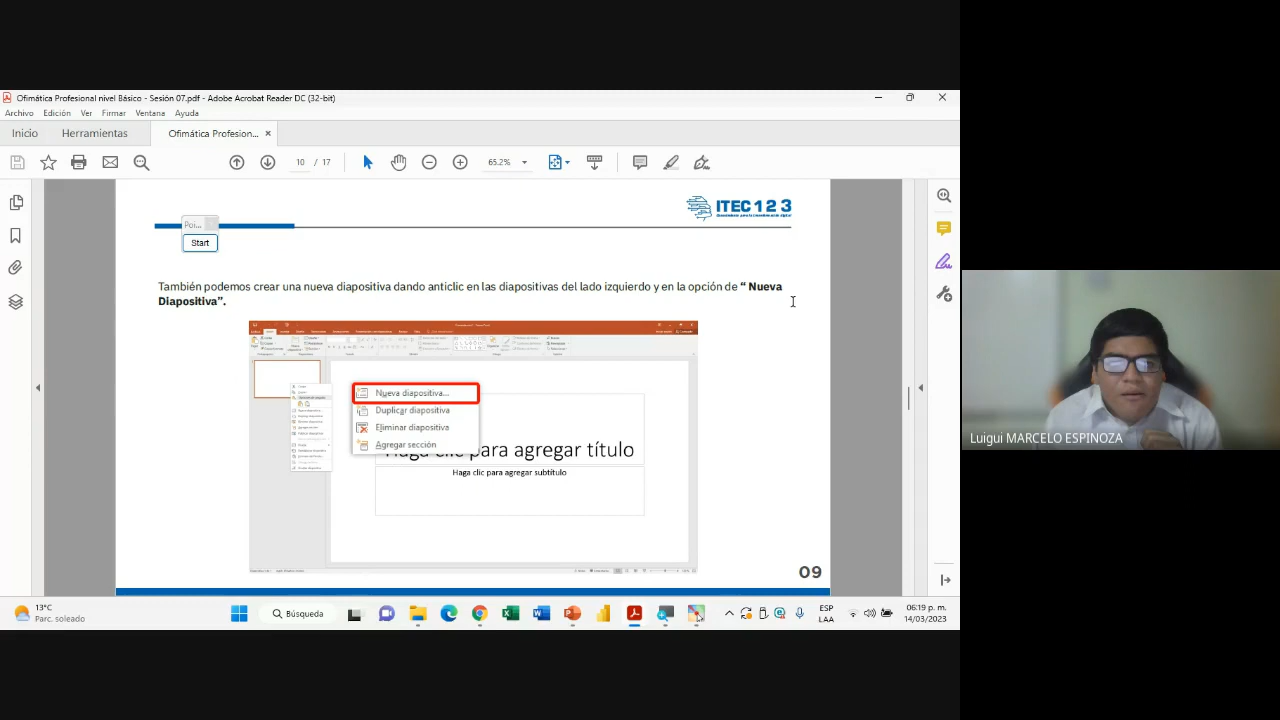 Ofimática Profesional nivel Básico - Sesión 07.pdf - Adobe Acrobat Reader DC (32-bit)
Archivo Edición Ver Firmar Ventana Ayuda
Inicio Herramientas Ofimática Profesion... ×
10 / 17 65.2%
ITEC 1 2 3
Poi...
Start
También podemos crear una nueva diapositiva dando anticlic en las diapositivas del lado izquierdo y en la opción de “ Nueva
Diapositiva”.
Nueva diapositiva...
Duplicar diapositiva
Eliminar diapositiva
Agregar sección
Haga clic para agregar título
Haga clic para agregar subtítulo
09
Luigui MARCELO ESPINOZA
13°C
Parc. soleado
Búsqueda
ESP
LAA
06:19 p. m.
14/03/2023